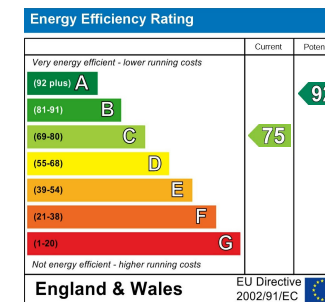 Energy Efficiency Rating
Current
Very energy efficient - lower running costs
(92 plus) A
(81-91) B
(69-80) C
75
(55-68) D
(39-54) E
(21-38) F
(1-20) G
Not energy efficient - higher running costs
England & Wales
EU Directive
2002/91/EC